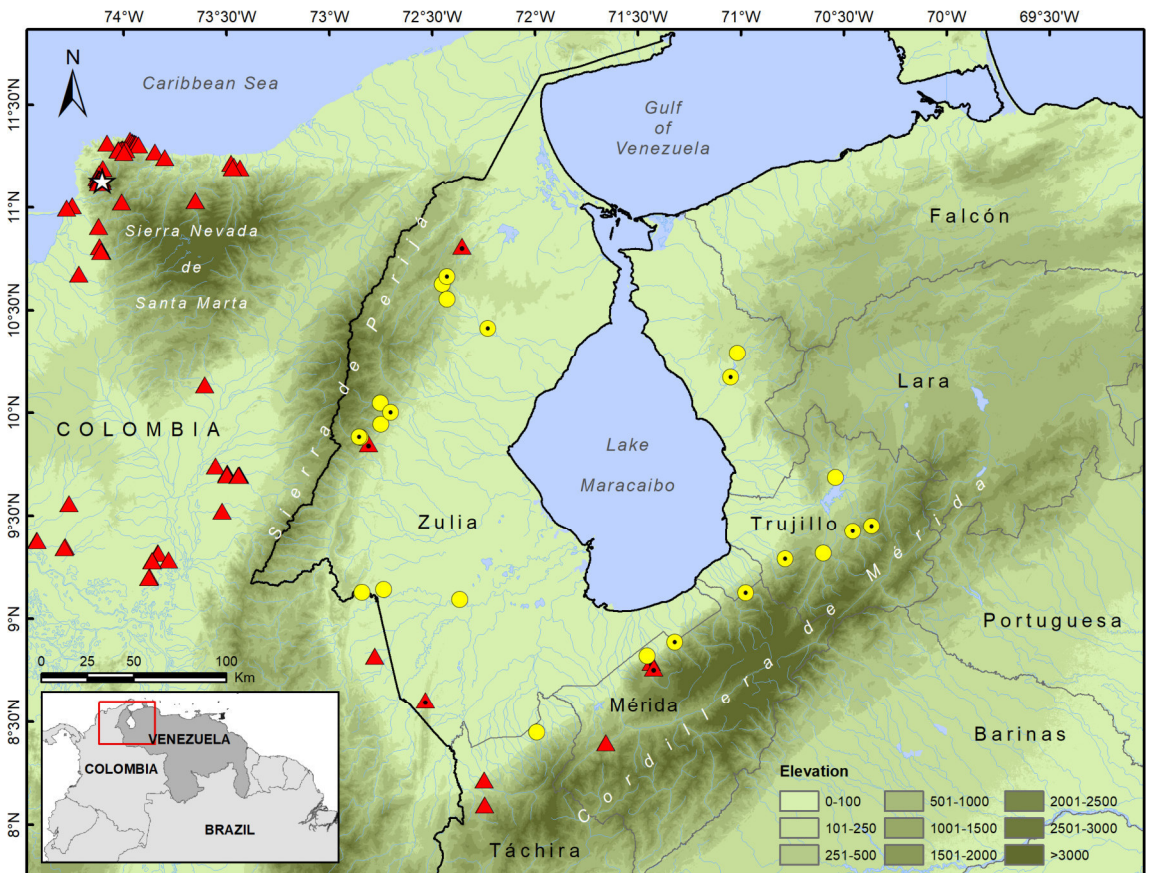 74°W 73°30'W 73°W 72°30'W 72°W 71°30'W 71°W 70°30'W 70°W 69°30'W
N
Caribbean Sea
11°30'N
Gulf
of
Venezuela
11°N
Falcón
Sierra Nevada
de
Santa Marta
10°30'N
Sierra de Perijá
Lara
10°N
COLOMBIA
Lake
Maracaibo
9°30'N
Zulia
Trujillo
Cordillera de Mérida
9°N
Portuguesa
0 25 50 100
Km
Mérida
8°30'N
Barinas
VENEZUELA
COLOMBIA
BRAZIL
8°N
Táchira
Elevation
0-100 501-1000 2001-2500
101-250 1001-1500 2501-3000
251-500 1501-2000 >3000